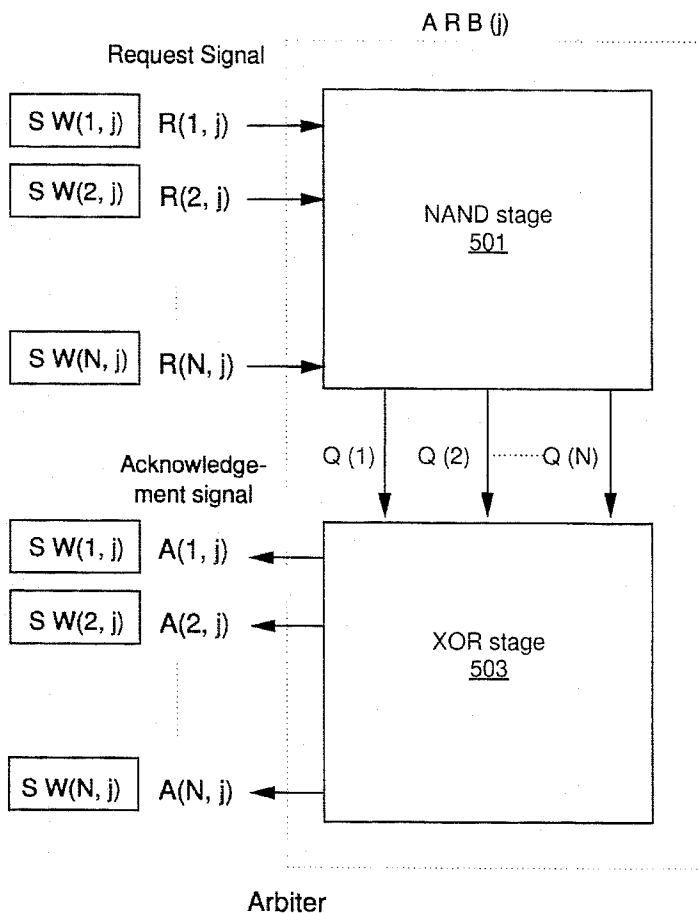 A R B (j)
Request Signal
S W(1, j) R(1, j)
S W(2, j) R(2, j)
NAND stage
501
S W(N, j) R(N, j)
Q (1) Q (2) Q (N)
Acknowledge-
ment signal
S W(1, j) A(1, j)
S W(2, j) A(2, j)
XOR stage
503
S W(N, j) A(N, j)
Arbiter